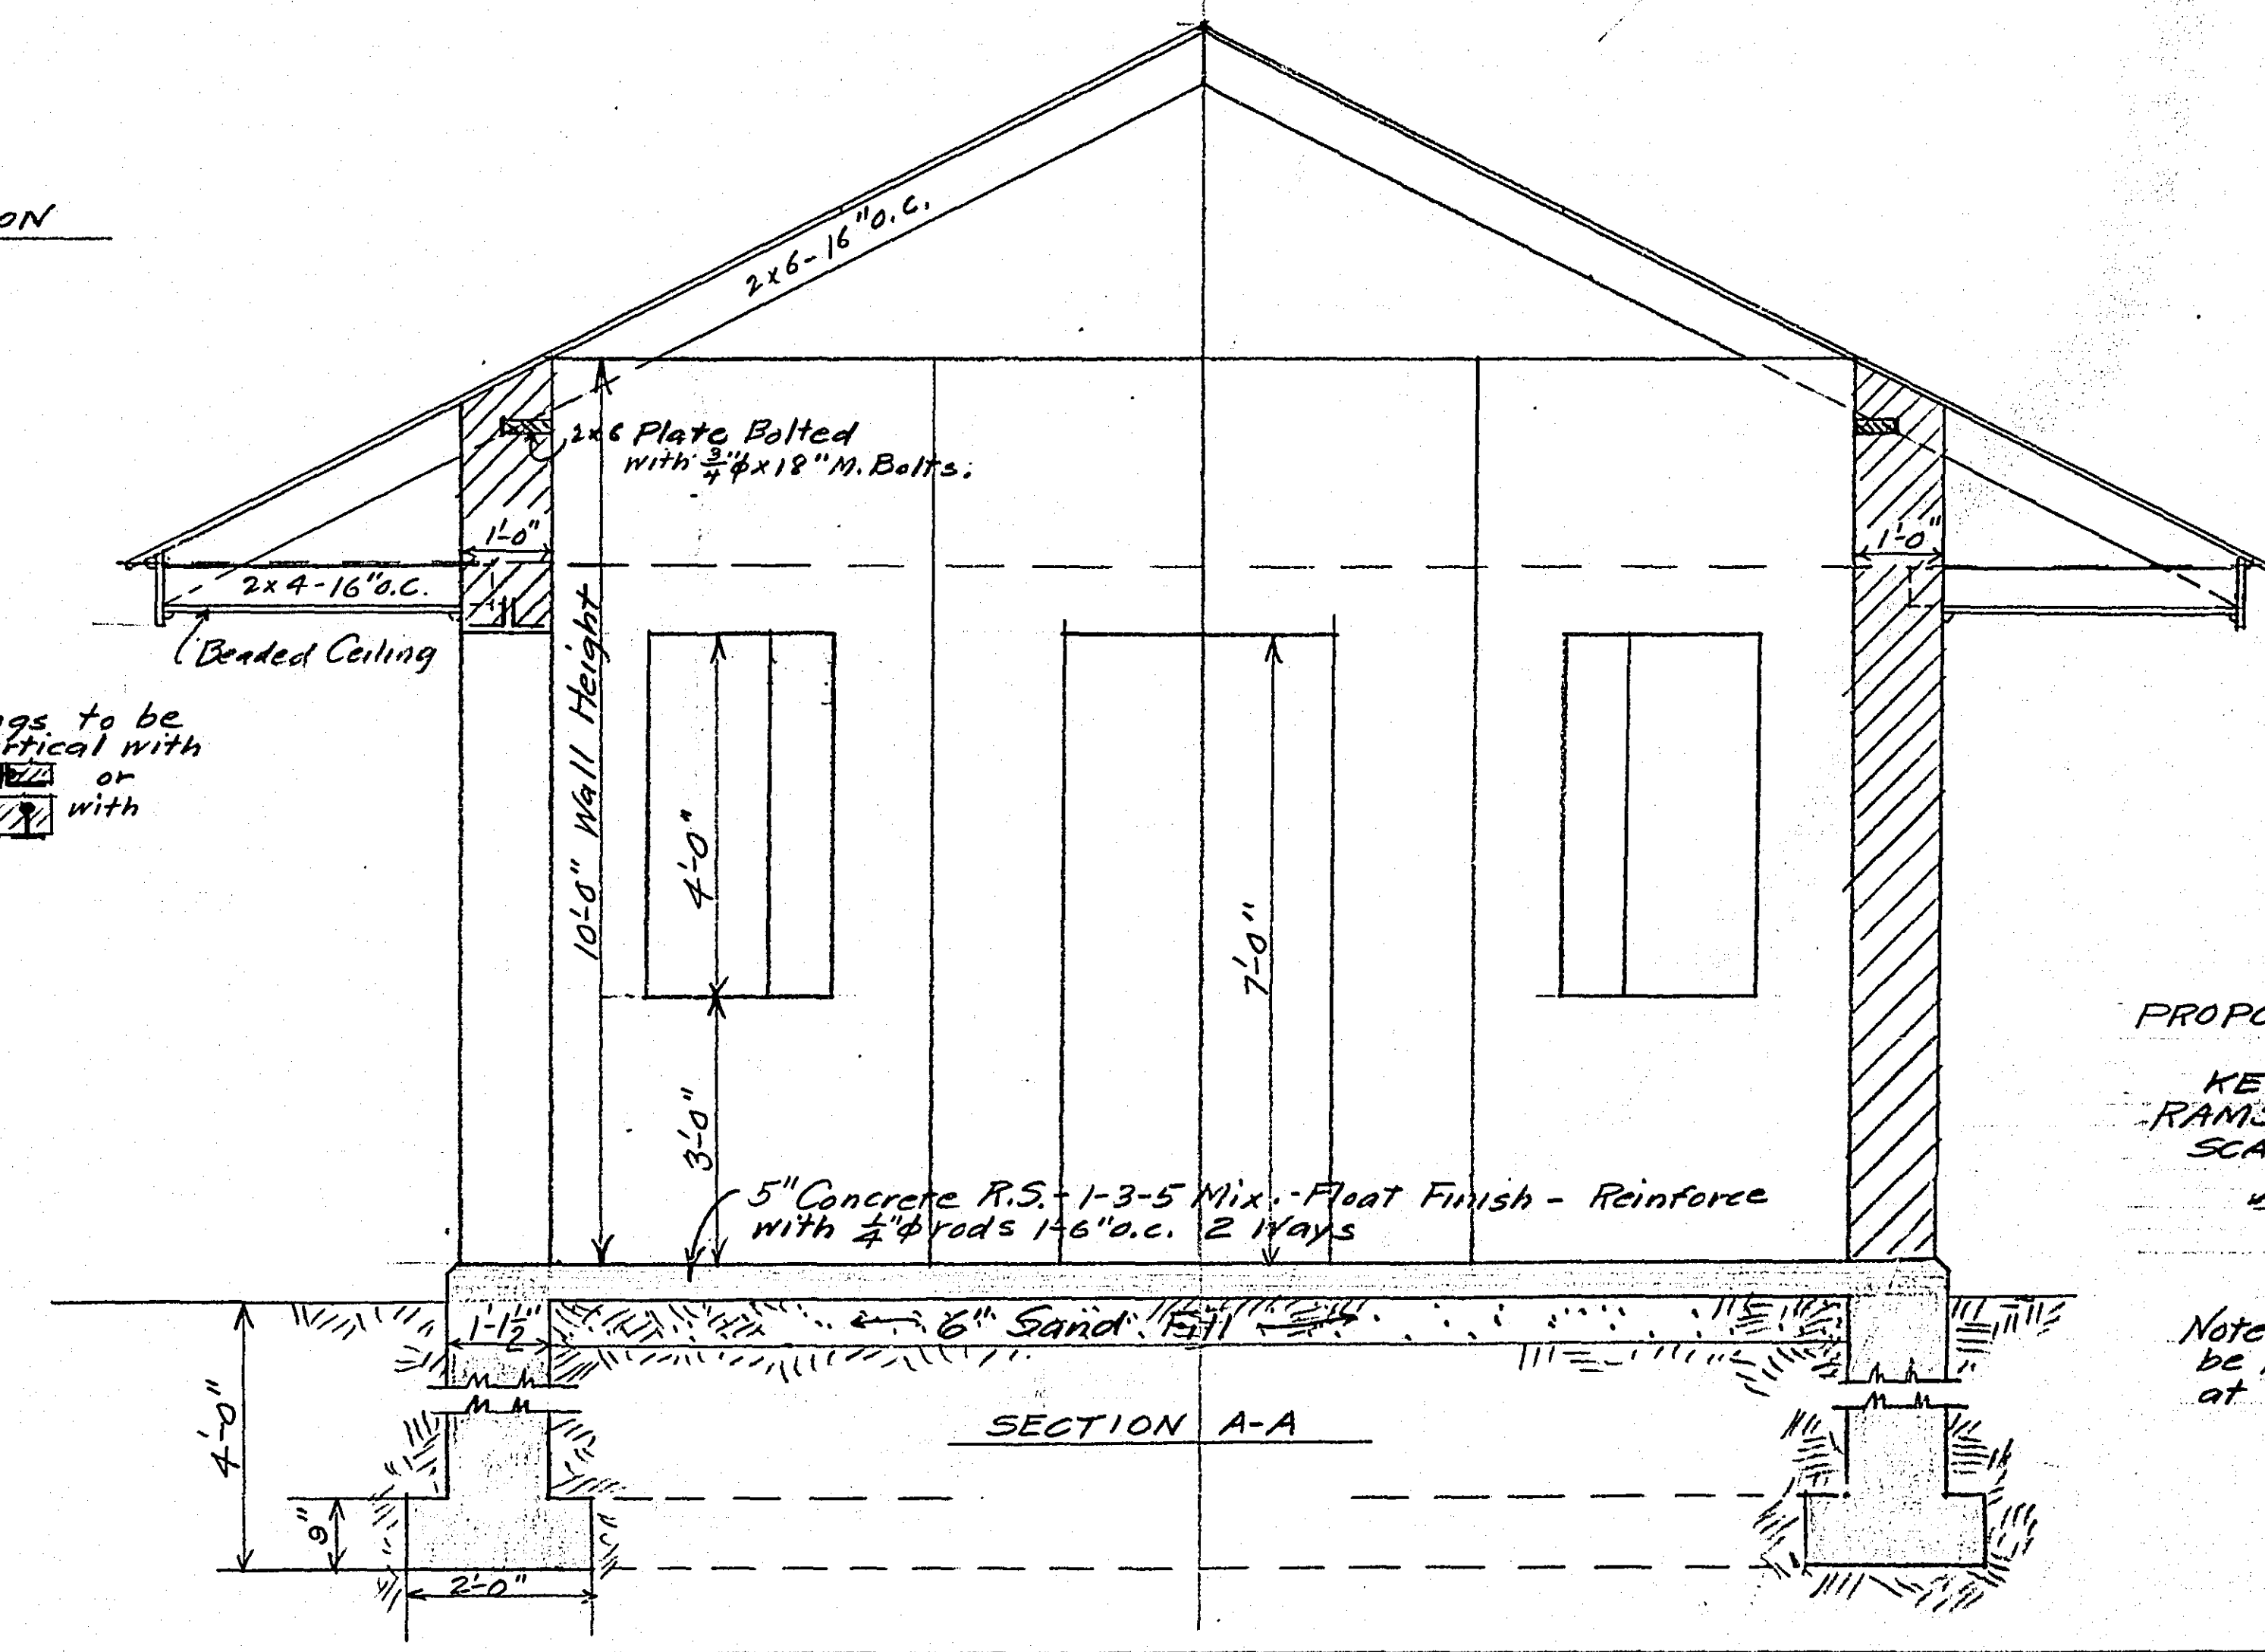 ON
2x6-16"O.C.
2x6 Plate Bolted
with 3/4"φx18"M.Bolts.
1'-0"
1'-0"
2x4-16"O.C.
Beaded Ceiling
gs. to be
rtical with
or
with
10'-0" Wall Height
4'-0"
7'-0"
3'-0"
PROPO
KE
RAMS
SCA
5"Concrete R.S.-1-3-5 Mix.-Float Finish - Reinforce
with 1/4"φ rods 1'-6"o.c. 2 Ways
1'-1 1/2"
6" Sand Fill
Note
be
at
4'-0"
SECTION A-A
9"
2'-0"